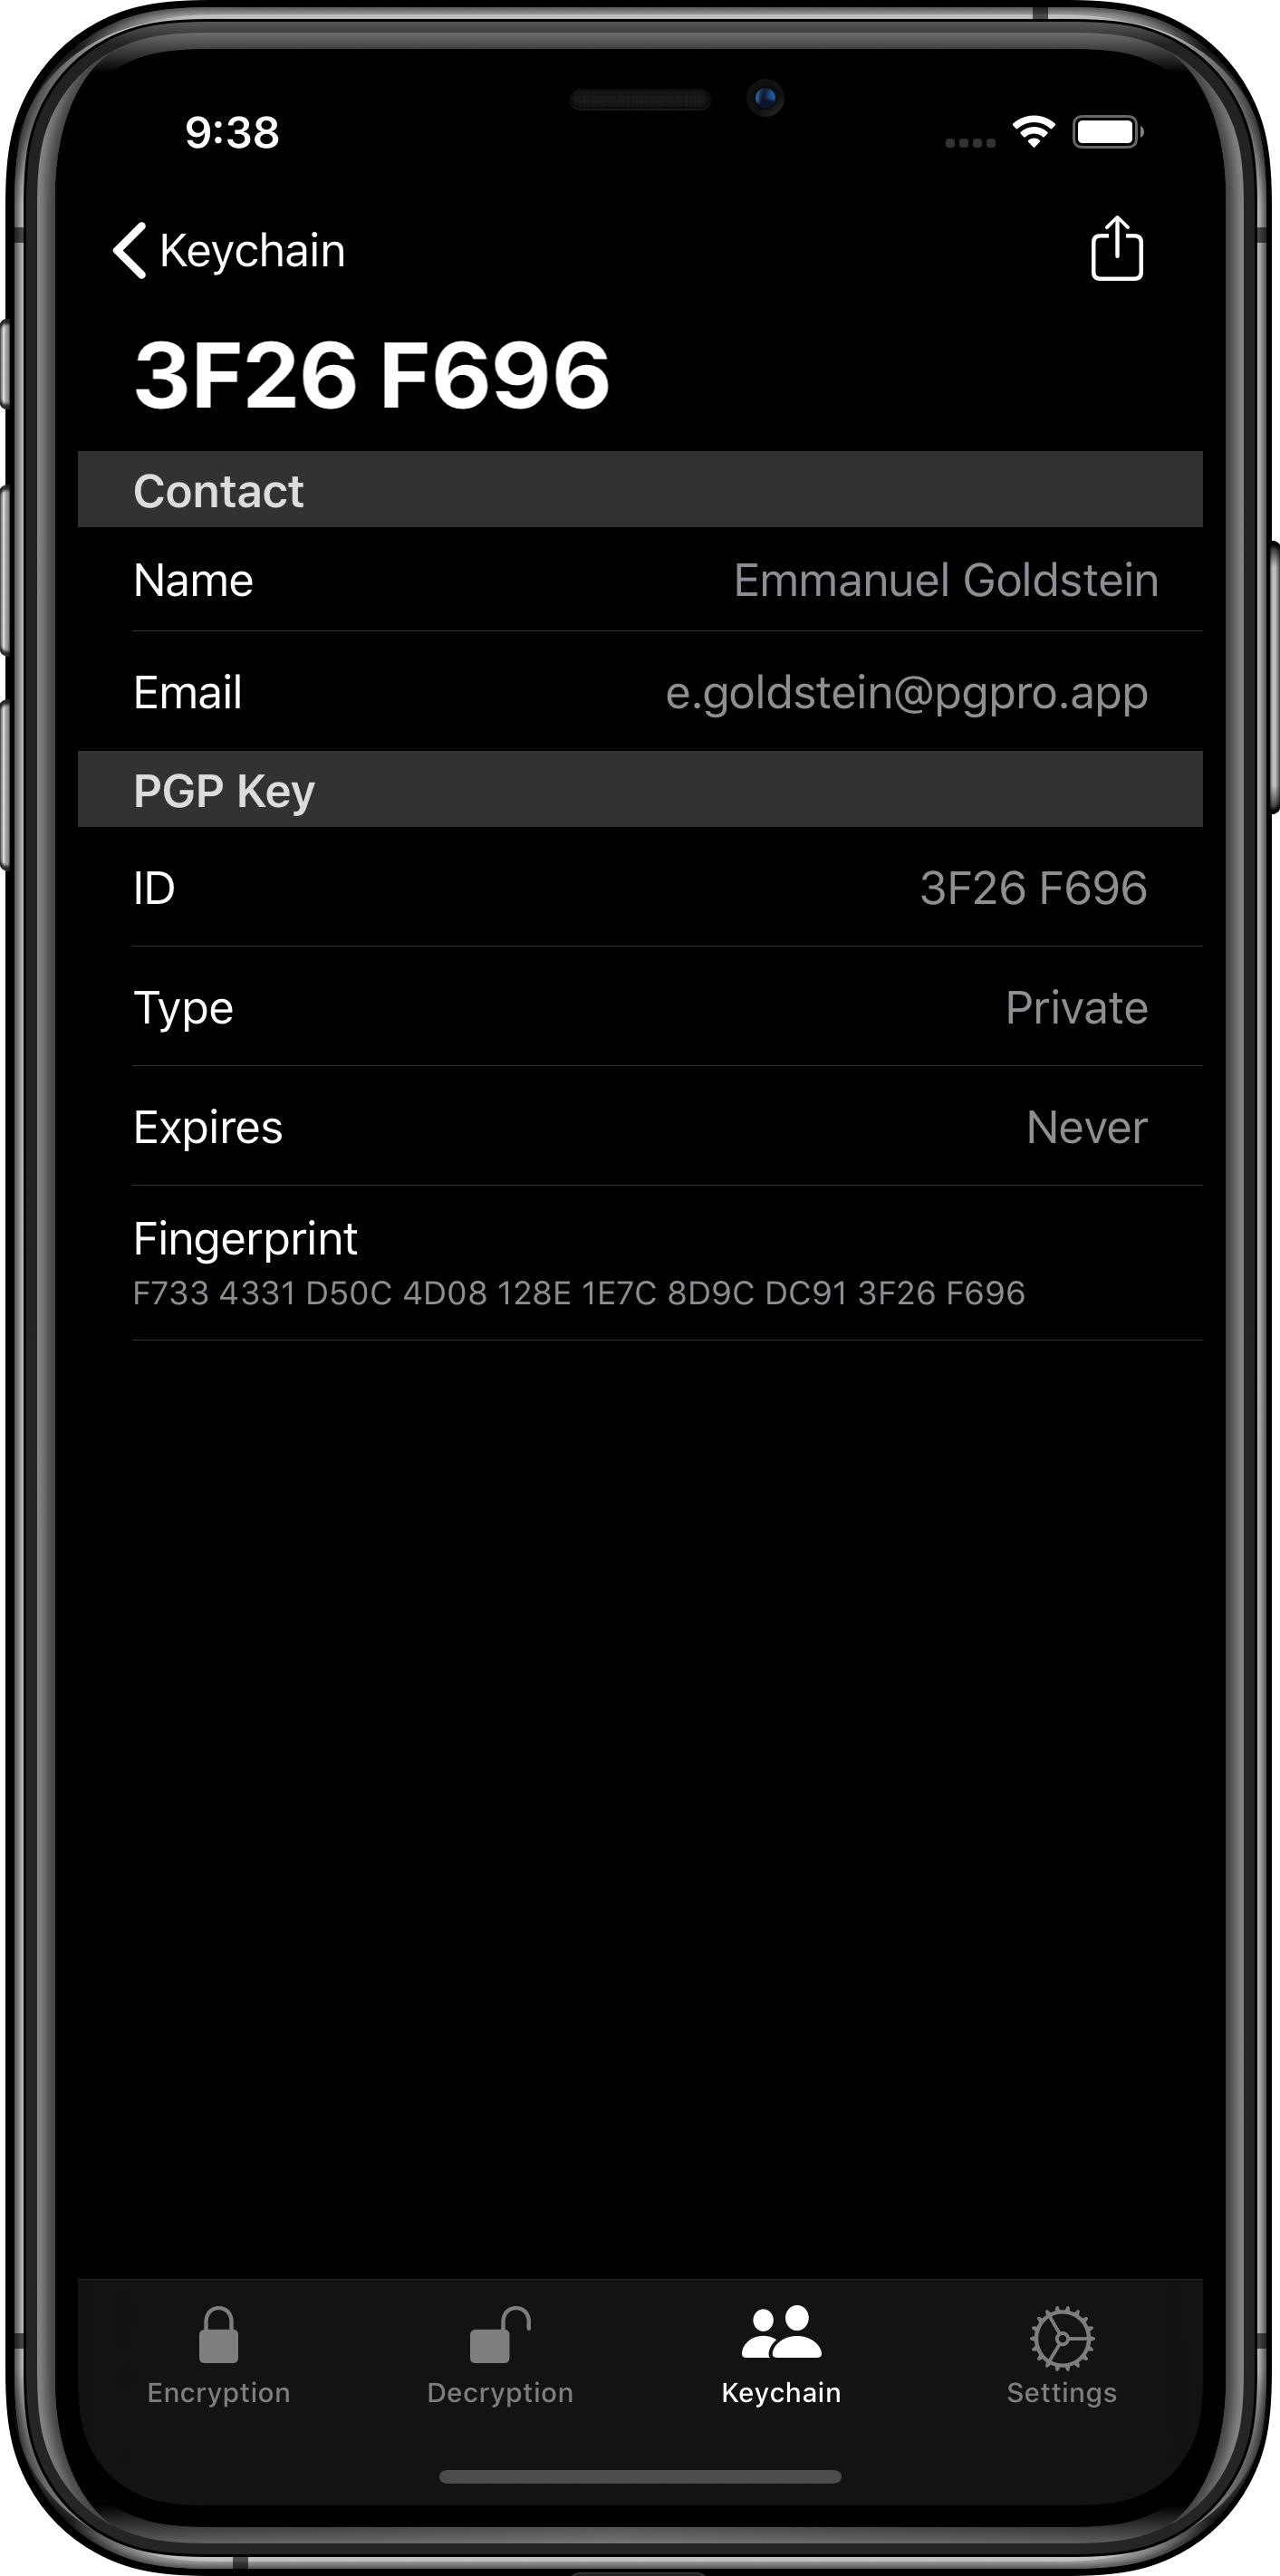 9:38
Keychain
3F26 F696
Contact
Name Emmanuel Goldstein
Email e.goldstein@pgpro.app
PGP Key
ID 3F26 F696
Type Private
Expires Never
Fingerprint
F733 4331 D50C 4D08 128E 1E7C 8D9C DC91 3F26 F696
Encryption Decryption Keychain Settings